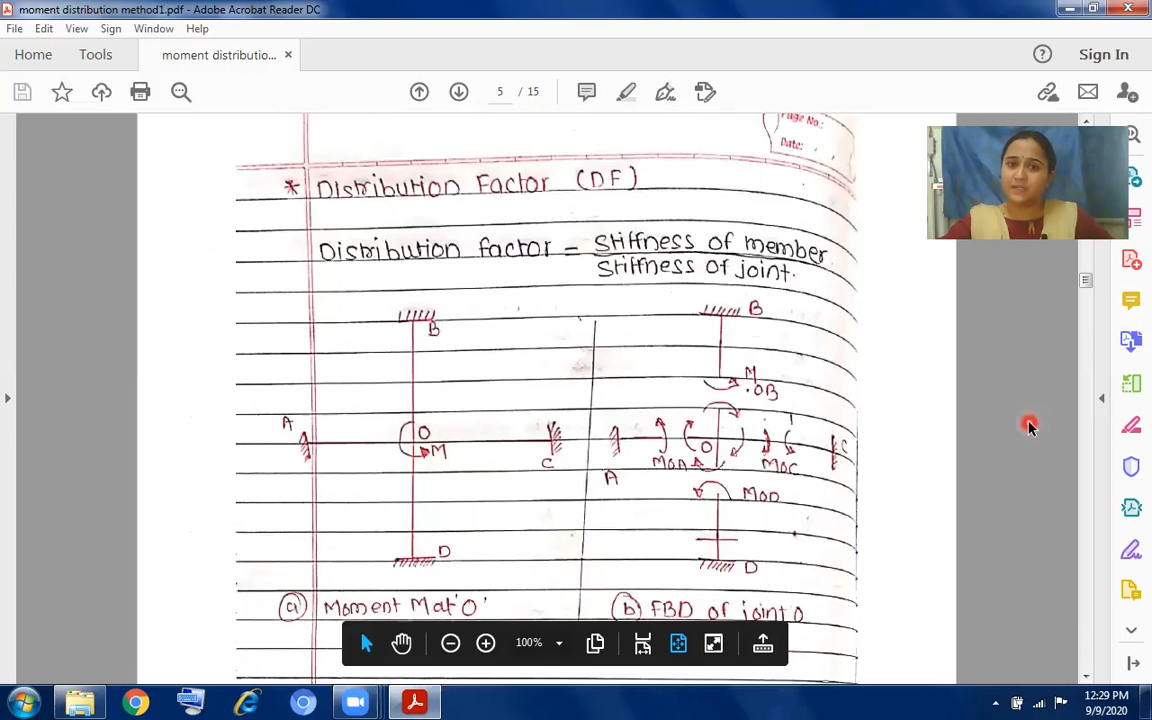 moment distribution method1.pdf - Adobe Acrobat Reader DC
File Edit View Sign Window Help
Home Tools moment distributio... × Sign In
5 / 15
Page No.:
Date:
* Distribution Factor (DF)
Distribution factor = Stiffness of member
Stiffness of joint.
B
B
M
OB
A
O
M
C
MOA
O
MOC
C
A
MOD
D
D
(a) Moment M at 'O'
(b) FBD of joint O
100%
12:29 PM
9/9/2020